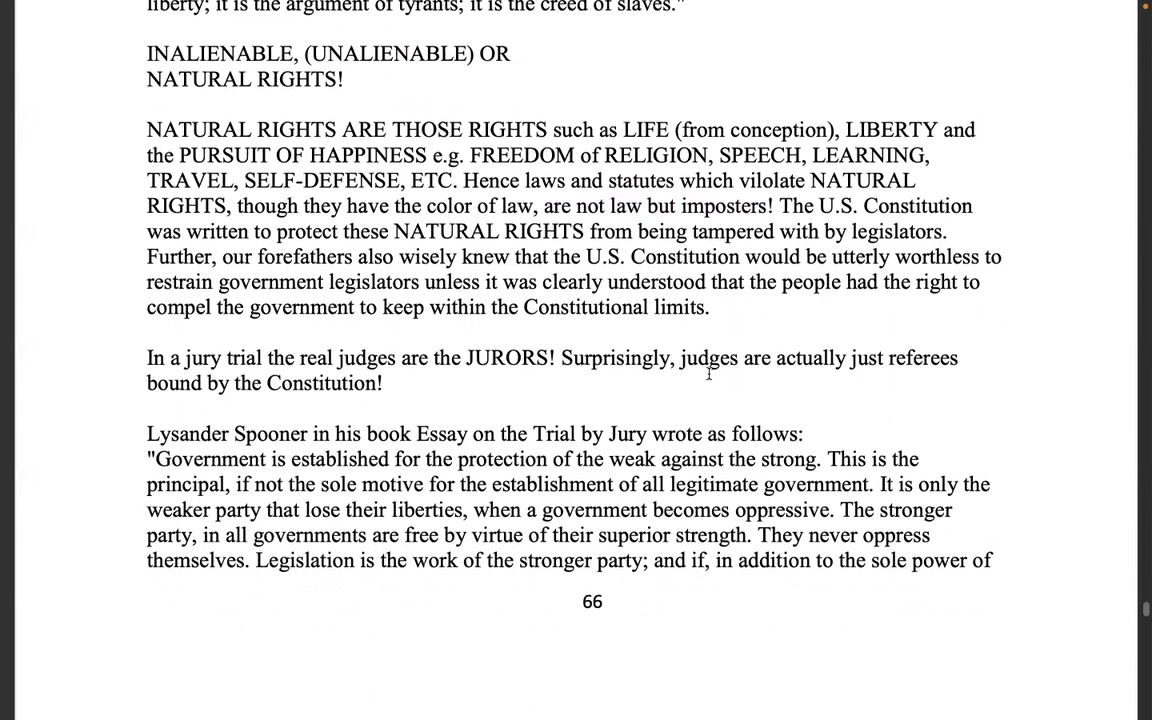 liberty; it is the argument of tyrants; it is the creed of slaves."
INALIENABLE, (UNALIENABLE) OR
NATURAL RIGHTS!
NATURAL RIGHTS ARE THOSE RIGHTS such as LIFE (from conception), LIBERTY and
the PURSUIT OF HAPPINESS e.g. FREEDOM of RELIGION, SPEECH, LEARNING,
TRAVEL, SELF-DEFENSE, ETC. Hence laws and statutes which vilolate NATURAL
RIGHTS, though they have the color of law, are not law but imposters! The U.S. Constitution
was written to protect these NATURAL RIGHTS from being tampered with by legislators.
Further, our forefathers also wisely knew that the U.S. Constitution would be utterly worthless to
restrain government legislators unless it was clearly understood that the people had the right to
compel the government to keep within the Constitutional limits.
In a jury trial the real judges are the JURORS! Surprisingly, judges are actually just referees
bound by the Constitution!
Lysander Spooner in his book Essay on the Trial by Jury wrote as follows:
"Government is established for the protection of the weak against the strong. This is the
principal, if not the sole motive for the establishment of all legitimate government. It is only the
weaker party that lose their liberties, when a government becomes oppressive. The stronger
party, in all governments are free by virtue of their superior strength. They never oppress
themselves. Legislation is the work of the stronger party; and if, in addition to the sole power of
66